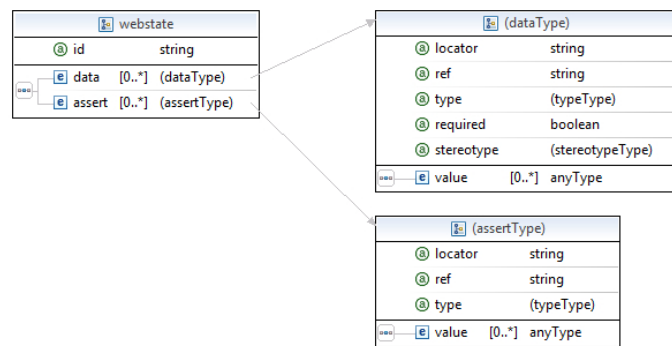 webstate
a id string
e data [0..*] (dataType)
e assert [0..*] (assertType)
(dataType)
a locator string
a ref string
a type (typeType)
a required boolean
a stereotype (stereotypeType)
e value [0..*] anyType
(assertType)
a locator string
a ref string
a type (typeType)
e value [0..*] anyType